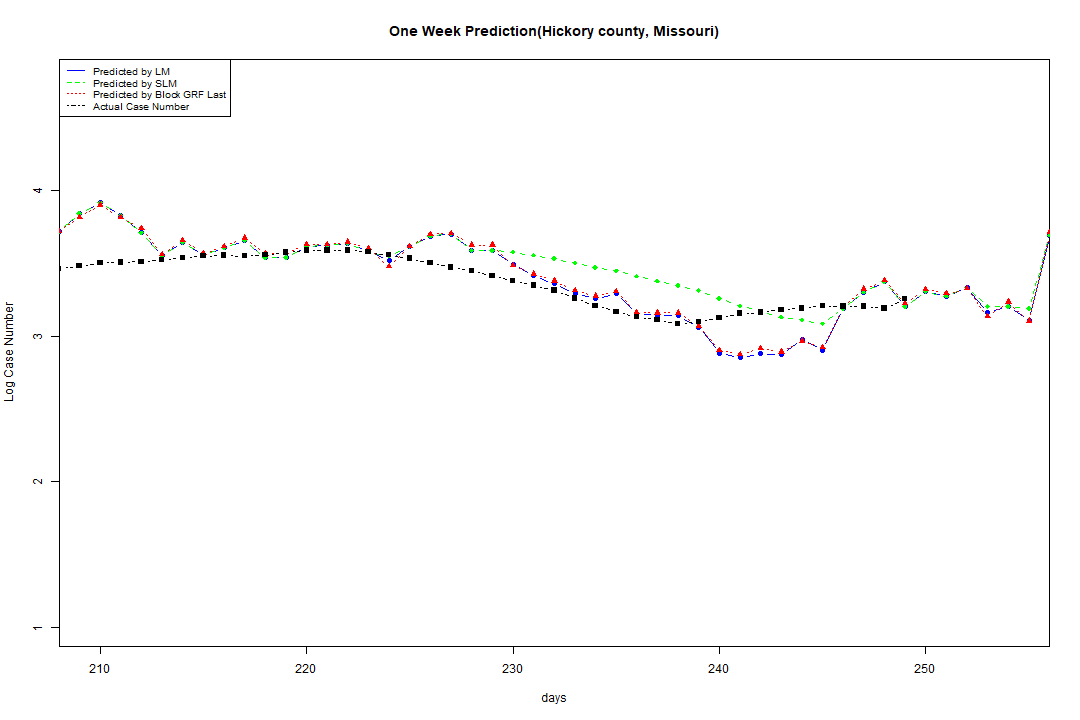 One Week Prediction(Hickory county, Missouri)
Predicted by LM
Predicted by SLM
Predicted by Block GRF Last
Actual Case Number
4
3
2
1
Log Case Number
210 220 230 240 250
days